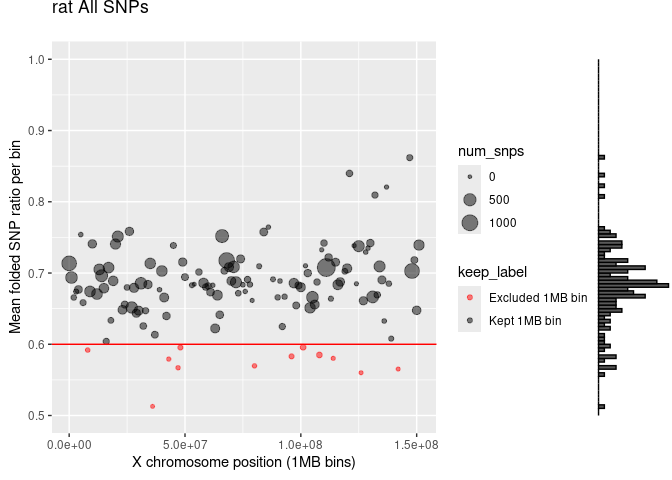 rat All SNPs
Mean folded SNP ratio per bin
1.0
0.9
0.8
0.7
0.6
0.5
0.0e+00
5.0e+07
1.0e+08
1.5e+08
X chromosome position (1MB bins)
num_snps
0
500
1000
keep_label
Excluded 1MB bin
Kept 1MB bin